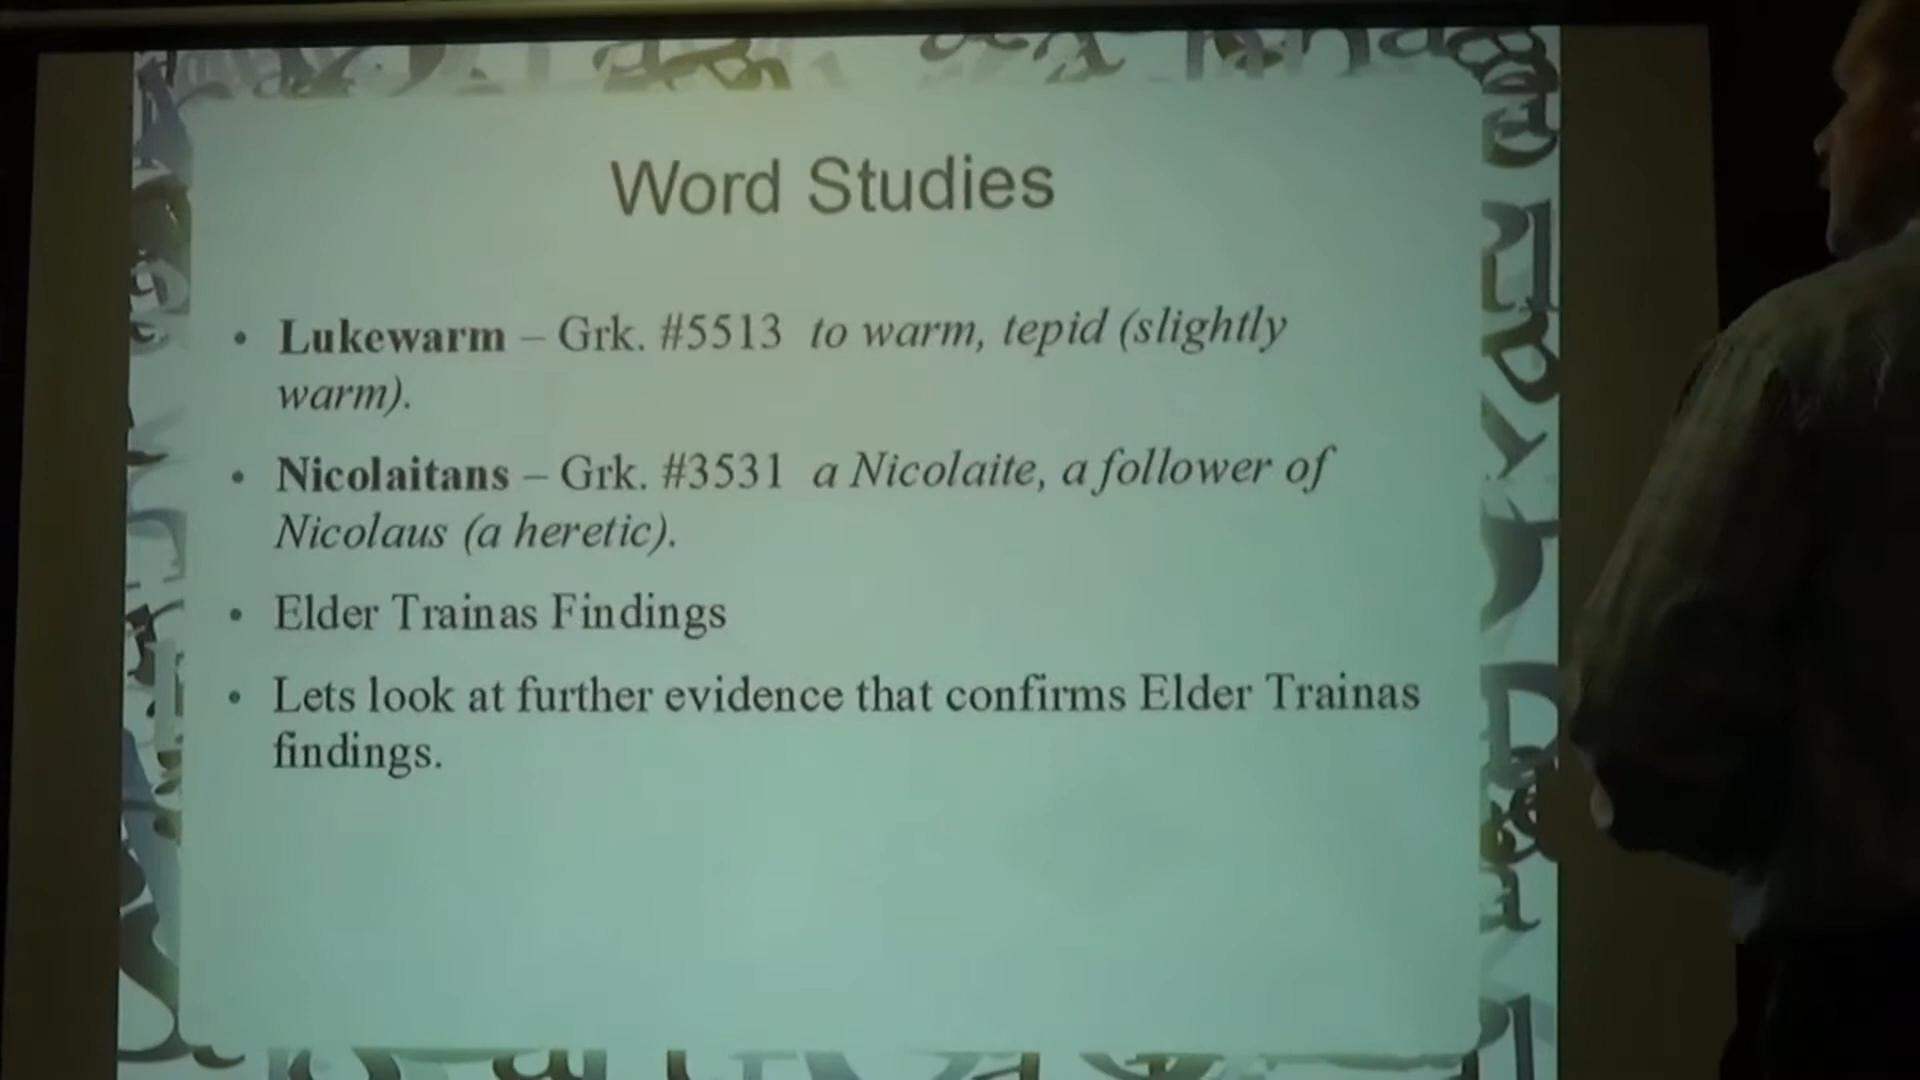 Word Studies
• Lukewarm – Grk. #5513 to warm, tepid (slightly
warm).
• Nicolaitans – Grk. #3531 a Nicolaite, a follower of
Nicolaus (a heretic).
• Elder Trainas Findings
• Lets look at further evidence that confirms Elder Trainas
findings.